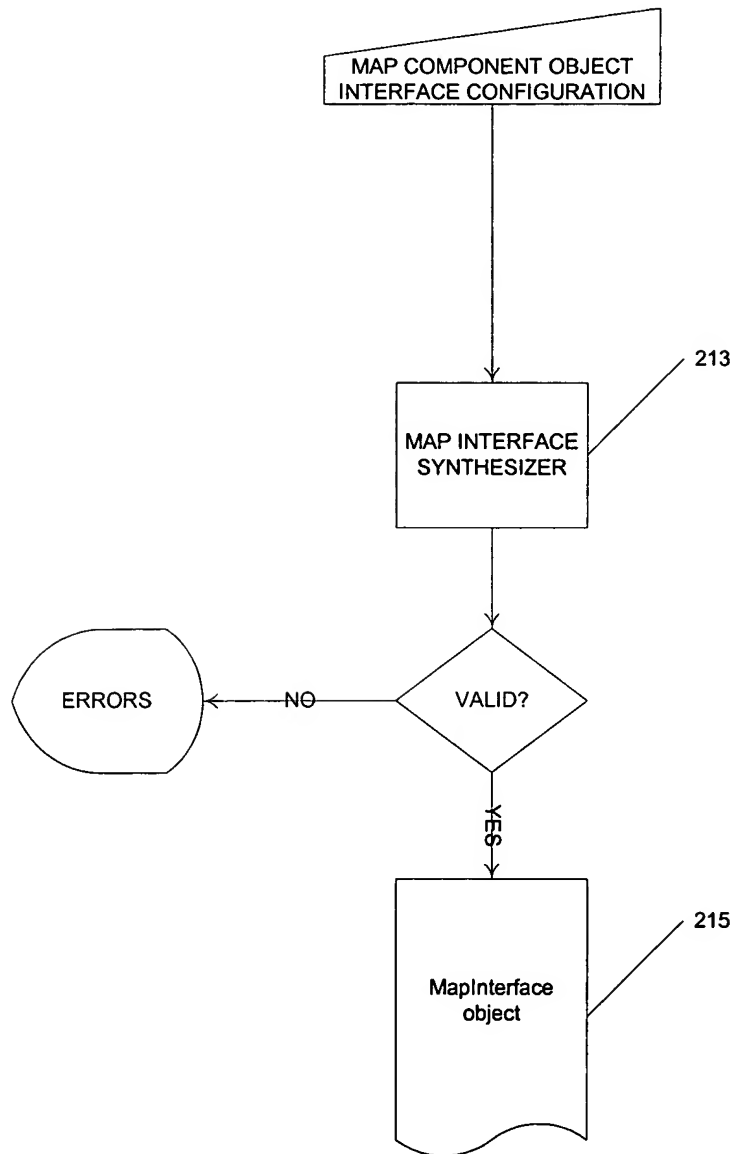 MAP COMPONENT OBJECT
INTERFACE CONFIGURATION
213
MAP INTERFACE
SYNTHESIZER
ERRORS
NO
VALID?
YES
215
MapInterface
object